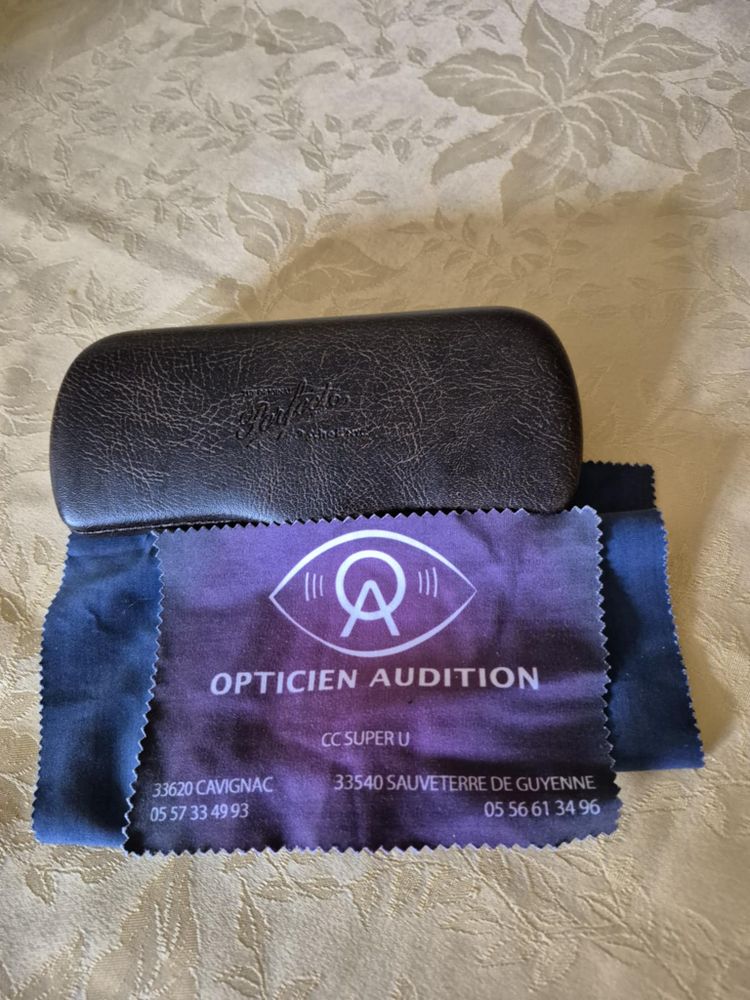 OA
OPTICIEN AUDITION
CC SUPER U
33620 CAVIGNAC
05 57 33 49 93
33540 SAUVETERRE DE GUYENNE
05 56 61 34 96